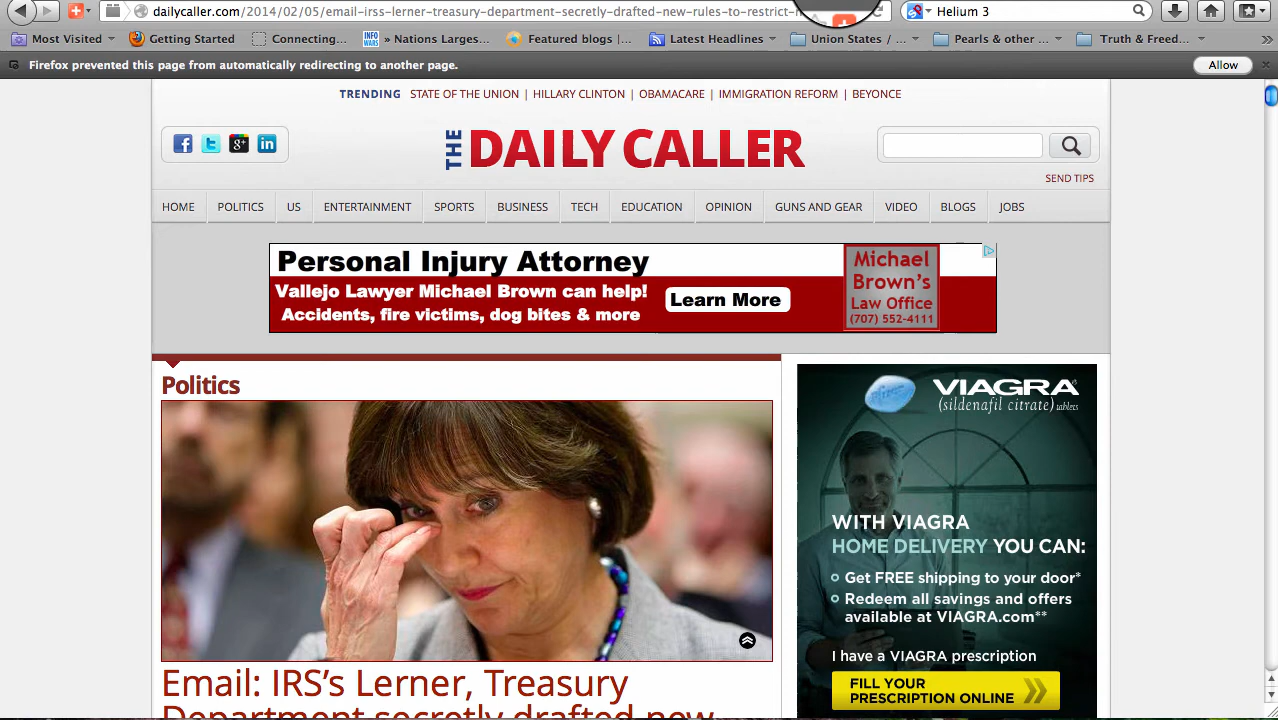 dailycaller.com/2014/02/05/email-irss-lerner-treasury-department-secretly-drafted-new-rules-to-restrict-
Helium 3
Most Visited
Getting Started
Connecting...
INFO WARS
» Nations Larges...
Featured blogs |...
Latest Headlines
Union States / ...
Pearls & other ...
Truth & Freed...
Firefox prevented this page from automatically redirecting to another page.
Allow
TRENDING STATE OF THE UNION | HILLARY CLINTON | OBAMACARE | IMMIGRATION REFORM | BEYONCE
THE DAILY CALLER
SEND TIPS
HOME POLITICS US ENTERTAINMENT SPORTS BUSINESS TECH EDUCATION OPINION GUNS AND GEAR VIDEO BLOGS JOBS
Personal Injury Attorney
Vallejo Lawyer Michael Brown can help!
Accidents, fire victims, dog bites & more
Learn More
Michael
Brown's
Law Office
(707) 552-4111
Politics
Email: IRS's Lerner, Treasury
Department secretly drafted new
VIAGRA
(sildenafil citrate) tablets
WITH VIAGRA
HOME DELIVERY YOU CAN:
Get FREE shipping to your door*
Redeem all savings and offers
available at VIAGRA.com**
I have a VIAGRA prescription
FILL YOUR
PRESCRIPTION ONLINE